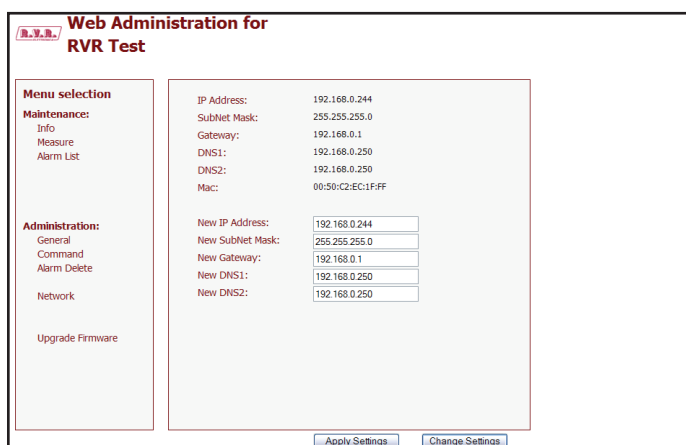 R.V.R.
Web Administration for
RVR Test
Menu selection
Maintenance:
Info
Measure
Alarm List
Administration:
General
Command
Alarm Delete
Network
Upgrade Firmware
IP Address: 192.168.0.244
SubNet Mask: 255.255.255.0
Gateway: 192.168.0.1
DNS1: 192.168.0.250
DNS2: 192.168.0.250
Mac: 00:50:C2:EC:1F:FF
New IP Address: 192.168.0.244
New SubNet Mask: 255.255.255.0
New Gateway: 192.168.0.1
New DNS1: 192.168.0.250
New DNS2: 192.168.0.250
Apply Settings Change Settings